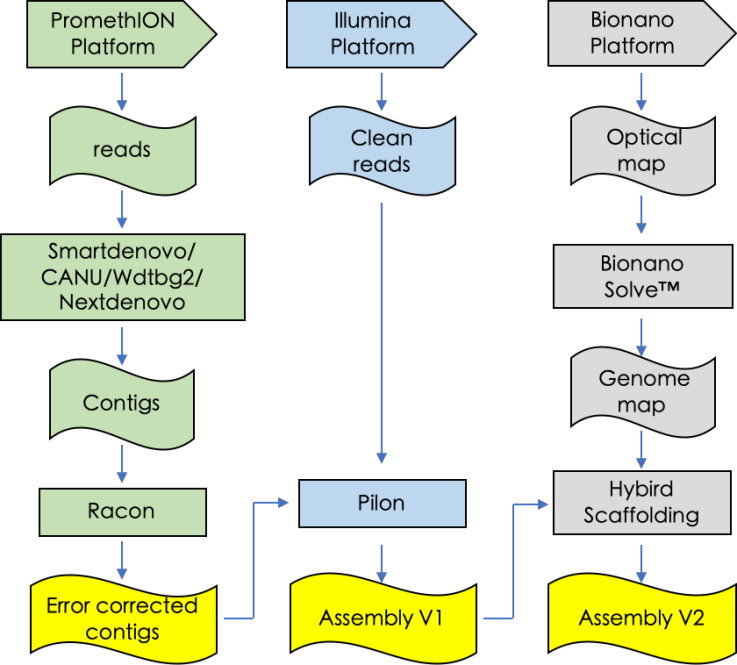 PromethION
Platform
reads
Smartdenovo/
CANU/Wdtbg2/
Nextdenovo
Contigs
Racon
Error corrected
contigs
Illumina
Platform
Clean
reads
Pilon
Assembly V1
Bionano
Platform
Optical
map
Bionano
Solve™
Genome
map
Hybird
Scaffolding
Assembly V2